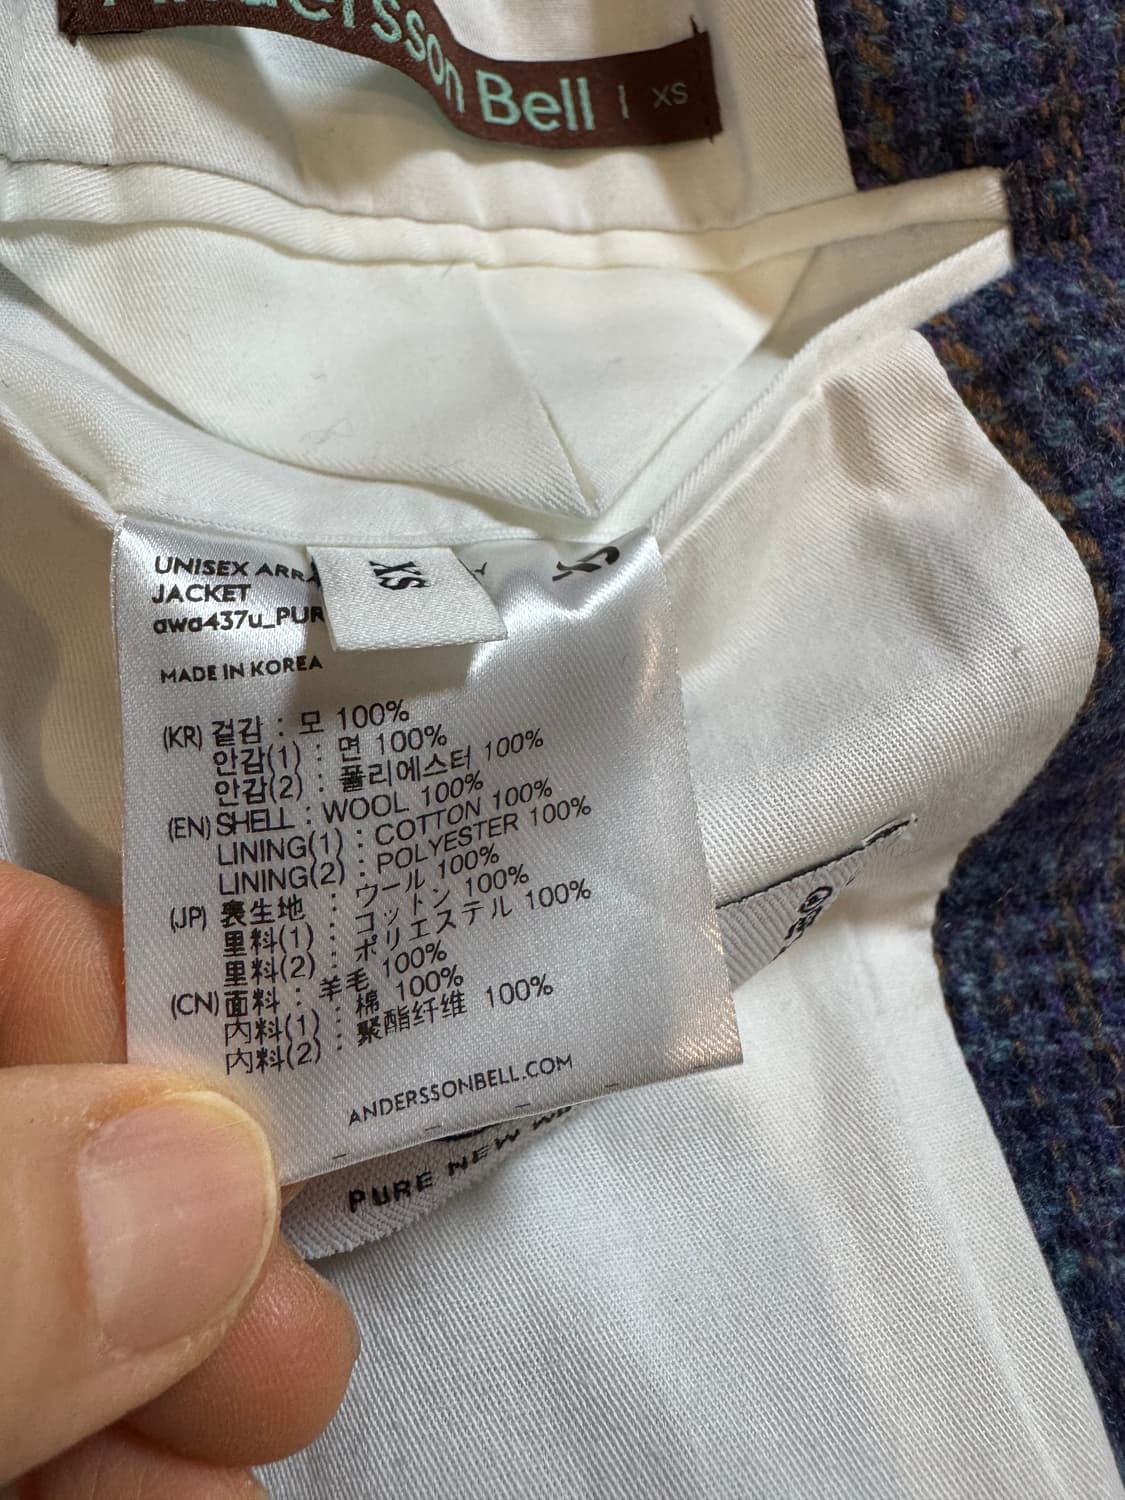 Andersson Bell | XS
XS
UNISEX
JACKET
awa437u_PUR
MADE IN KOREA
(KR) 겉감 : 모 100%
안감(1) : 면 100%
안감(2) : 폴리에스터 100%
(EN) SHELL : WOOL 100%
LINING(1) : COTTON 100%
LINING(2) : POLYESTER 100%
(JP) 表生地 : ウール 100%
里料(1) : コットン 100%
里料(2) : ポリエステル 100%
(CN) 面料 : 羊毛 100%
内料(1) : 棉 100%
内料(2) : 聚酯纤维 100%
ANDERSSONBELL.COM
PURE NEW